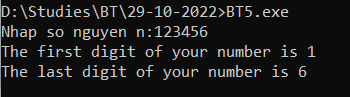 D:\Studies\BT\29-10-2022>BT5.exe
Nhap so nguyen n:123456
The first digit of your number is 1
The last digit of your number is 6